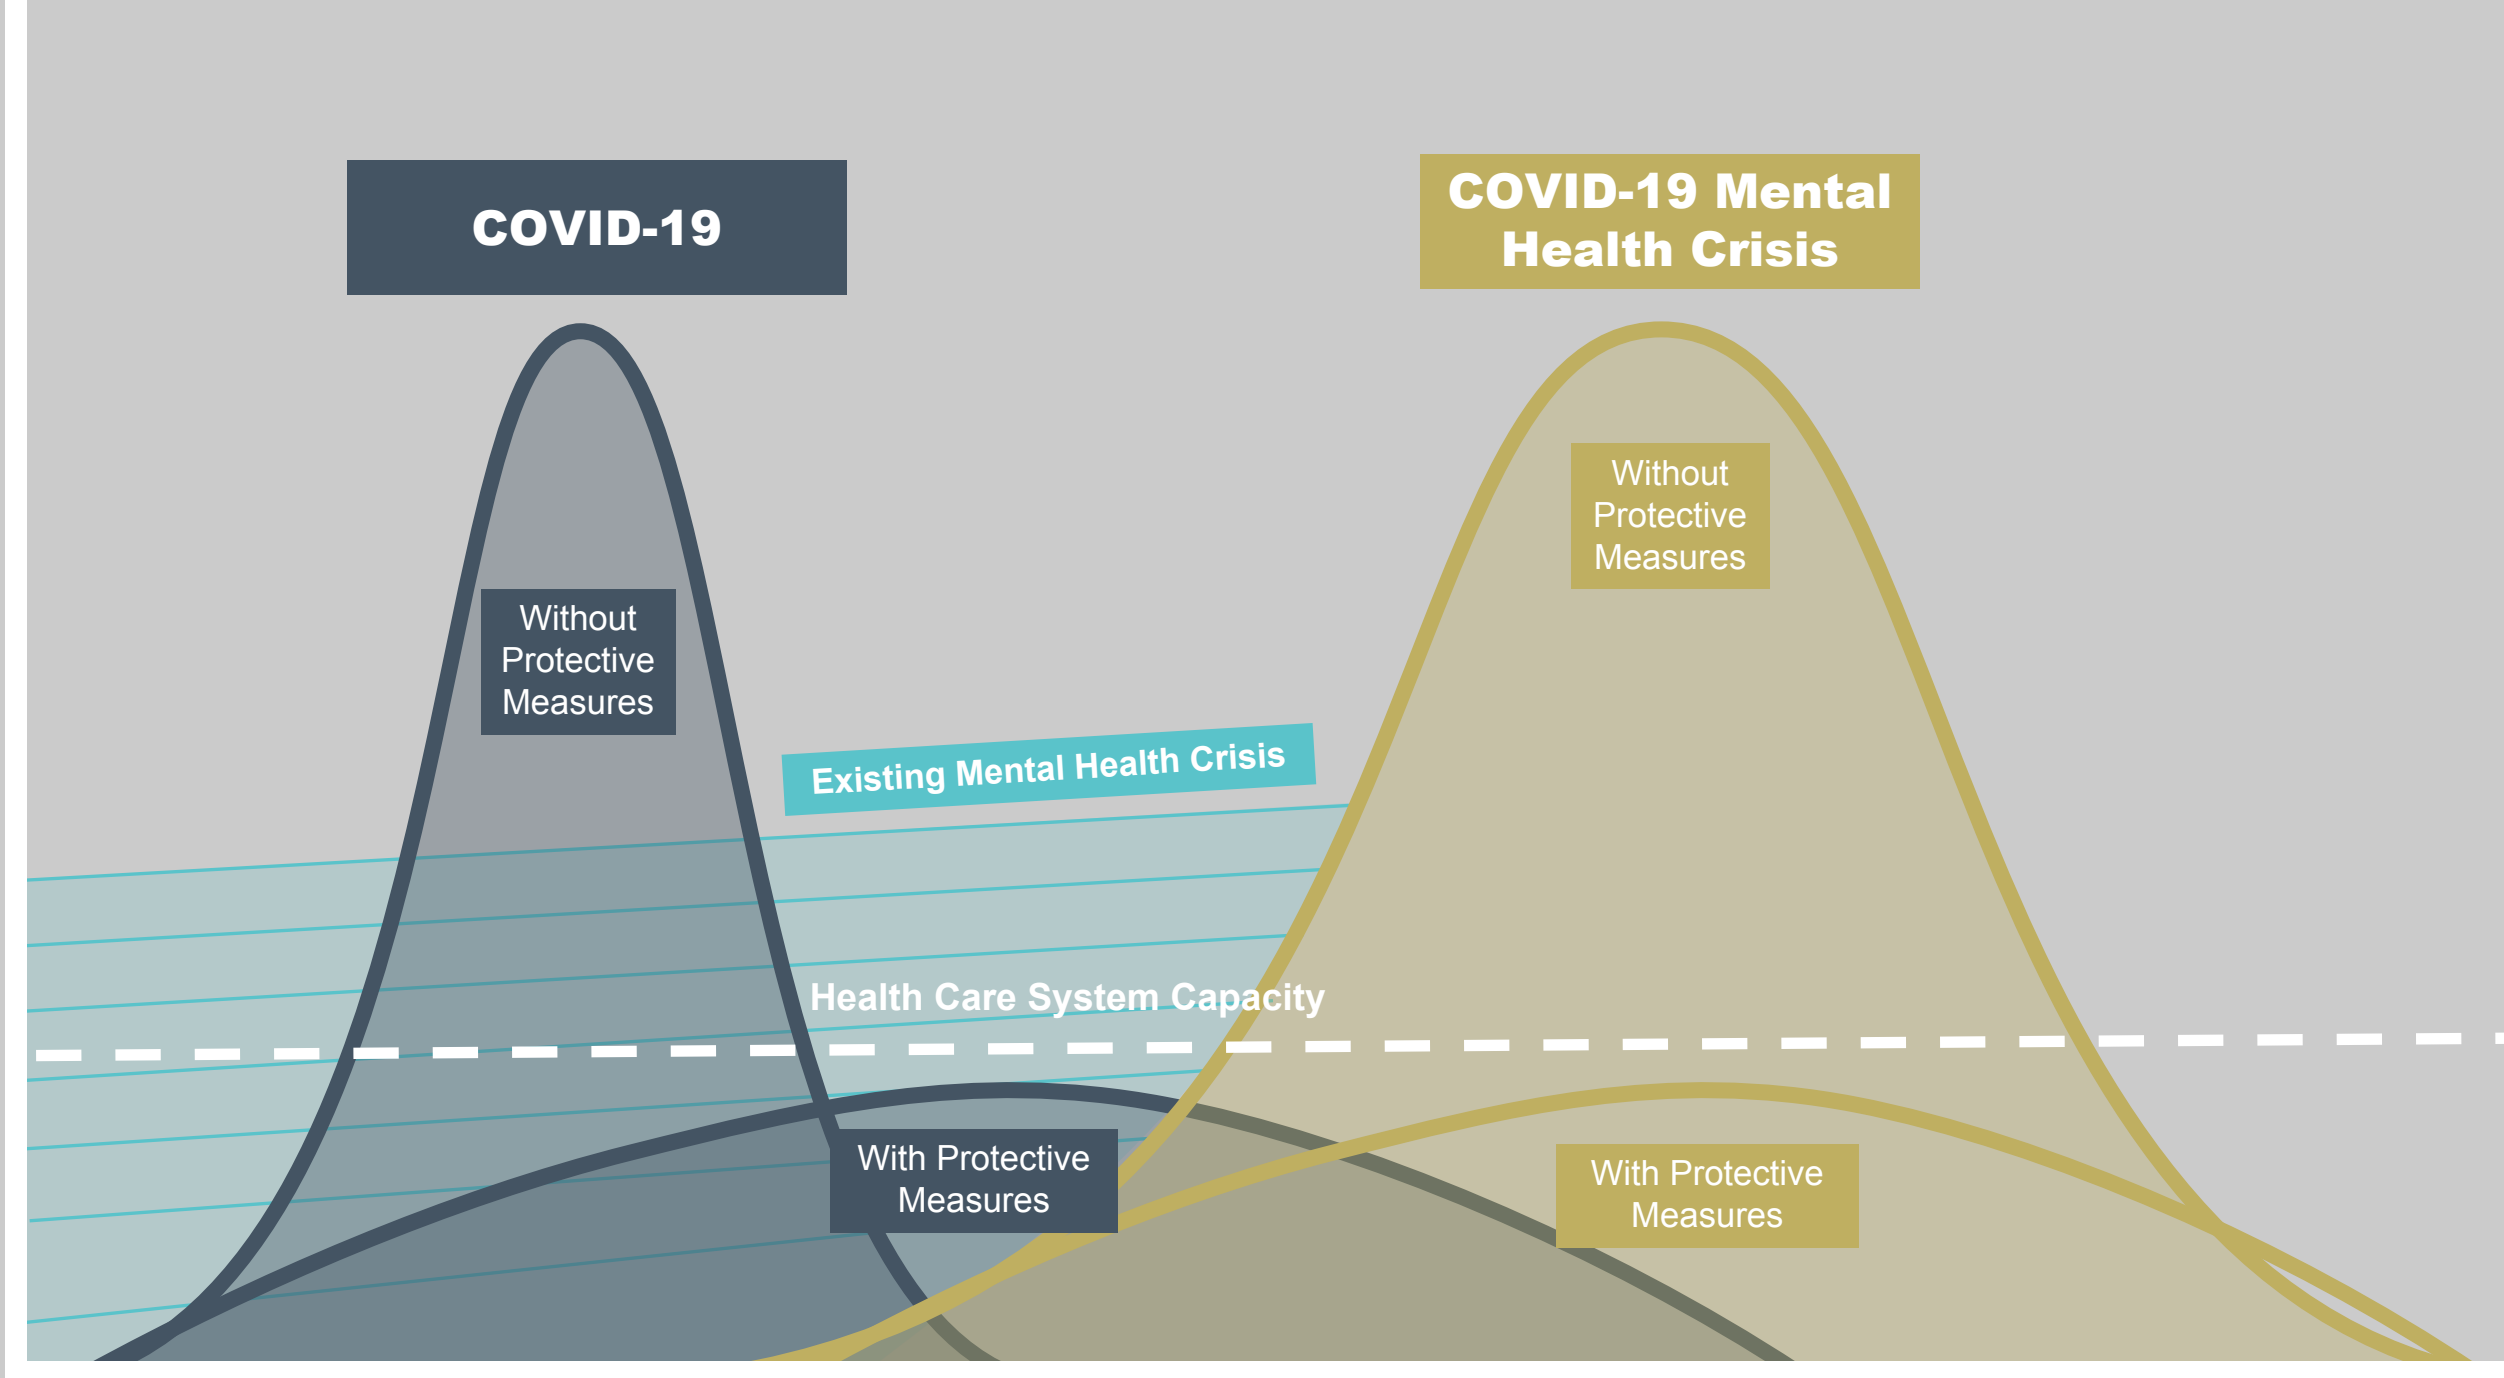 COVID-19
COVID-19 Mental
Health Crisis
Without
Protective
Measures
Without
Protective
Measures
Existing Mental Health Crisis
Health Care System Capacity
With Protective
Measures
With Protective
Measures